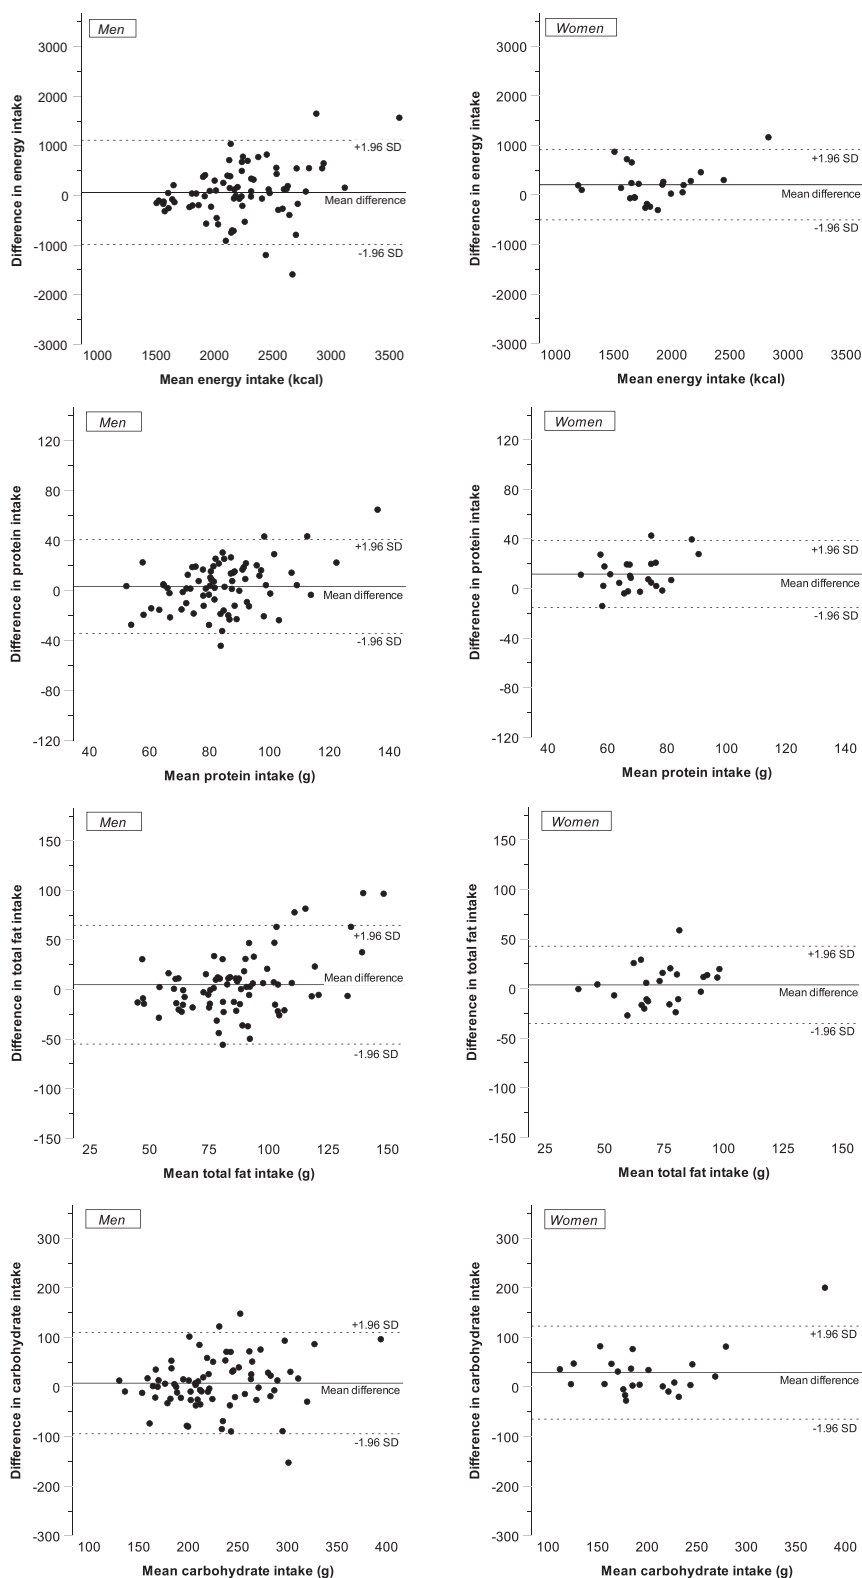 Men
Difference in energy intake
3000
2000
1000
0
-1000
2000
-3000
+1.96 SD
Mean difference
-1.96 SD
1000 1500 2000 2500 3000 3500
Mean energy intake (kcal)
Women
Difference in energy intake
3000
2000
1000
0
-1000
2000
-3000
+1.96 SD
Mean difference
-1.96 SD
1000 1500 2000 3000 3500
Mean energy intake (kcal)
Men
Difference in protein intake
120
80
40
0
-40
-80
-120
+1.96 SD
Mean difference
-1.96 SD
40 60 80 100 120 140
Mean protein intake (g)
Women
Difference in protein intake
120
80
40
0
-40
-80
-120
+1.96 SD
Mean difference
-1.96 SD
40 60 80 100 120 140
Mean protein intake (g)
Men
Difference in total fat intake
150
100
50
0
-50
-100
-150
+1.96 SD
Mean difference
-1.96 SD
25 50 75 100 125 150
Mean total fat intake (g)
Women
Difference in total fat intake
150
100
50
0
-50
-100
-150
+1.96 SD
Mean difference
-1.96 SD
25 50 75 100 125 150
Mean total fat intake (g)
Men
Difference in carbohydrate intake
300
200
100
0
-100
-200
-300
+1.96 SD
Mean difference
-1.96 SD
100 150 200 250 300 350 400
Mean carbohydrate intake (g)
Women
Difference in carbohydrate intake
300
200
100
0
-100
-200
-300
+1.96 SD
Mean difference
-1.96 SD
100 150 200 250 300 350 400
Mean carbohydrate intake (g)